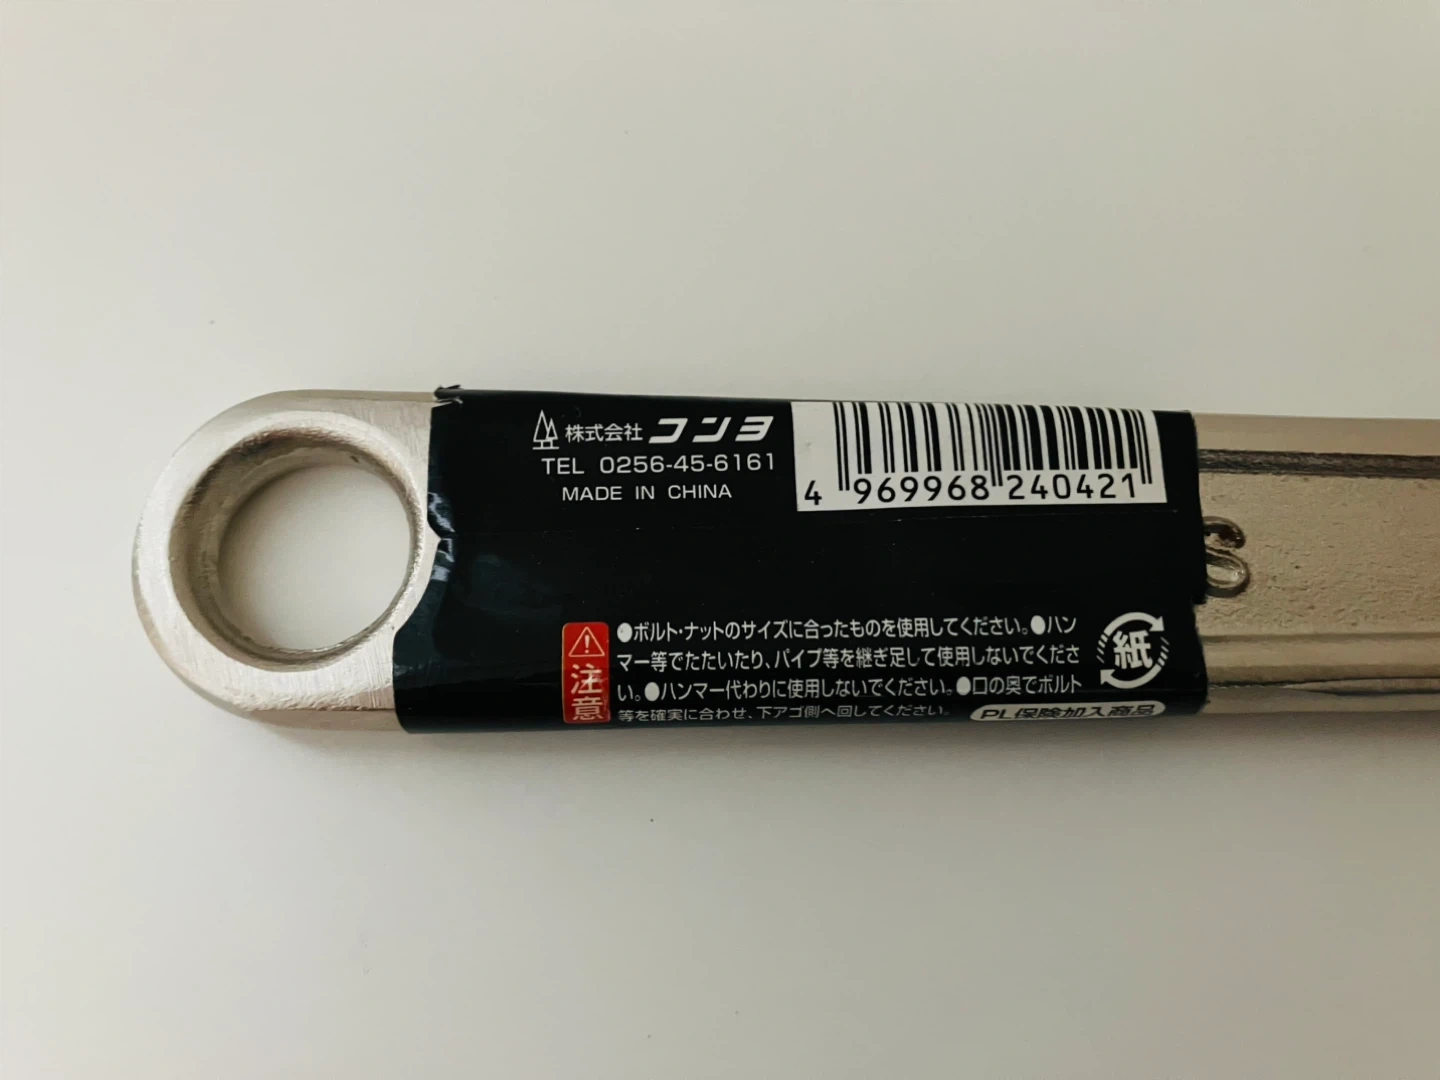 株式会社 コンヨ
TEL 0256-45-6161
MADE IN CHINA
4 969968 240421
注意
●ボルト・ナットのサイズに合ったものを使用してください。●ハン
マー等でたたいたり、パイプ等を継ぎ足して使用しないでくださ
い。●ハンマー代わりに使用しないでください。●口の奥でボルト
等を確実に合わせ、下アゴ側へ回してください。
紙
PL保険加入商品